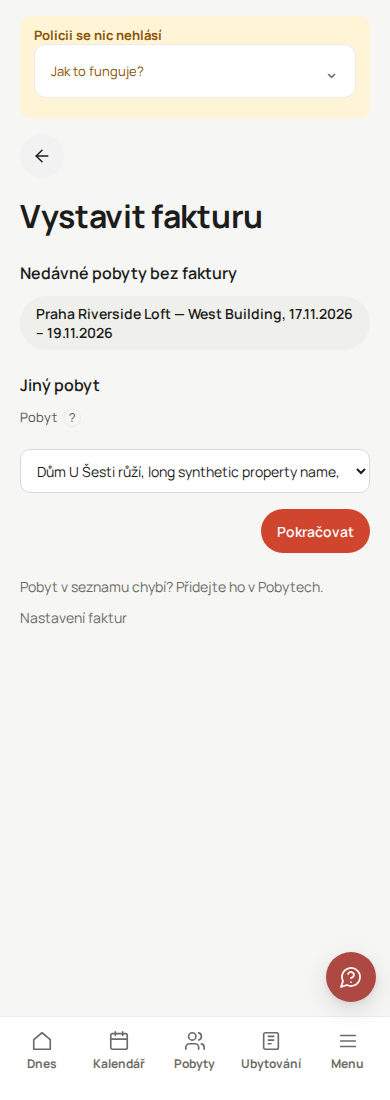 Policii se nic nehlásí
Jak to funguje?
Vystavit fakturu
Nedávné pobyty bez faktury
Praha Riverside Loft — West Building, 17.11.2026
– 19.11.2026
Jiný pobyt
Pobyt ?
Dům U Šesti růží, long synthetic property name,
Pokračovat
Pobyt v seznamu chybí? Přidejte ho v Pobytech.
Nastavení faktur
Dnes
Kalendář
Pobyty
Ubytování
Menu